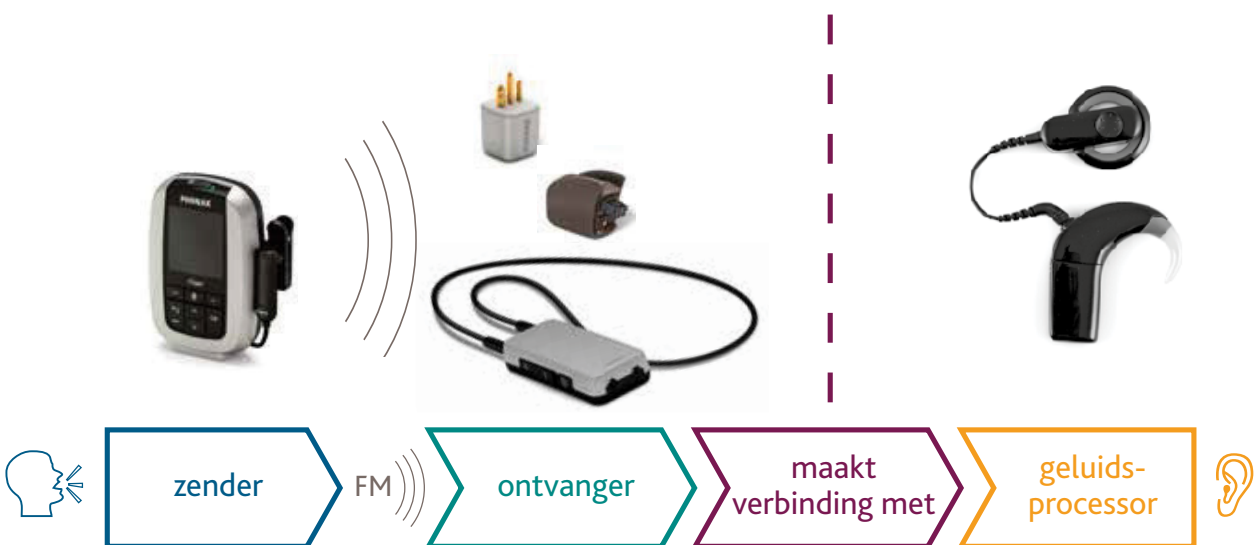 PHONAK
zender
FM
ontvanger
maakt
verbinding met
geluids-
processor